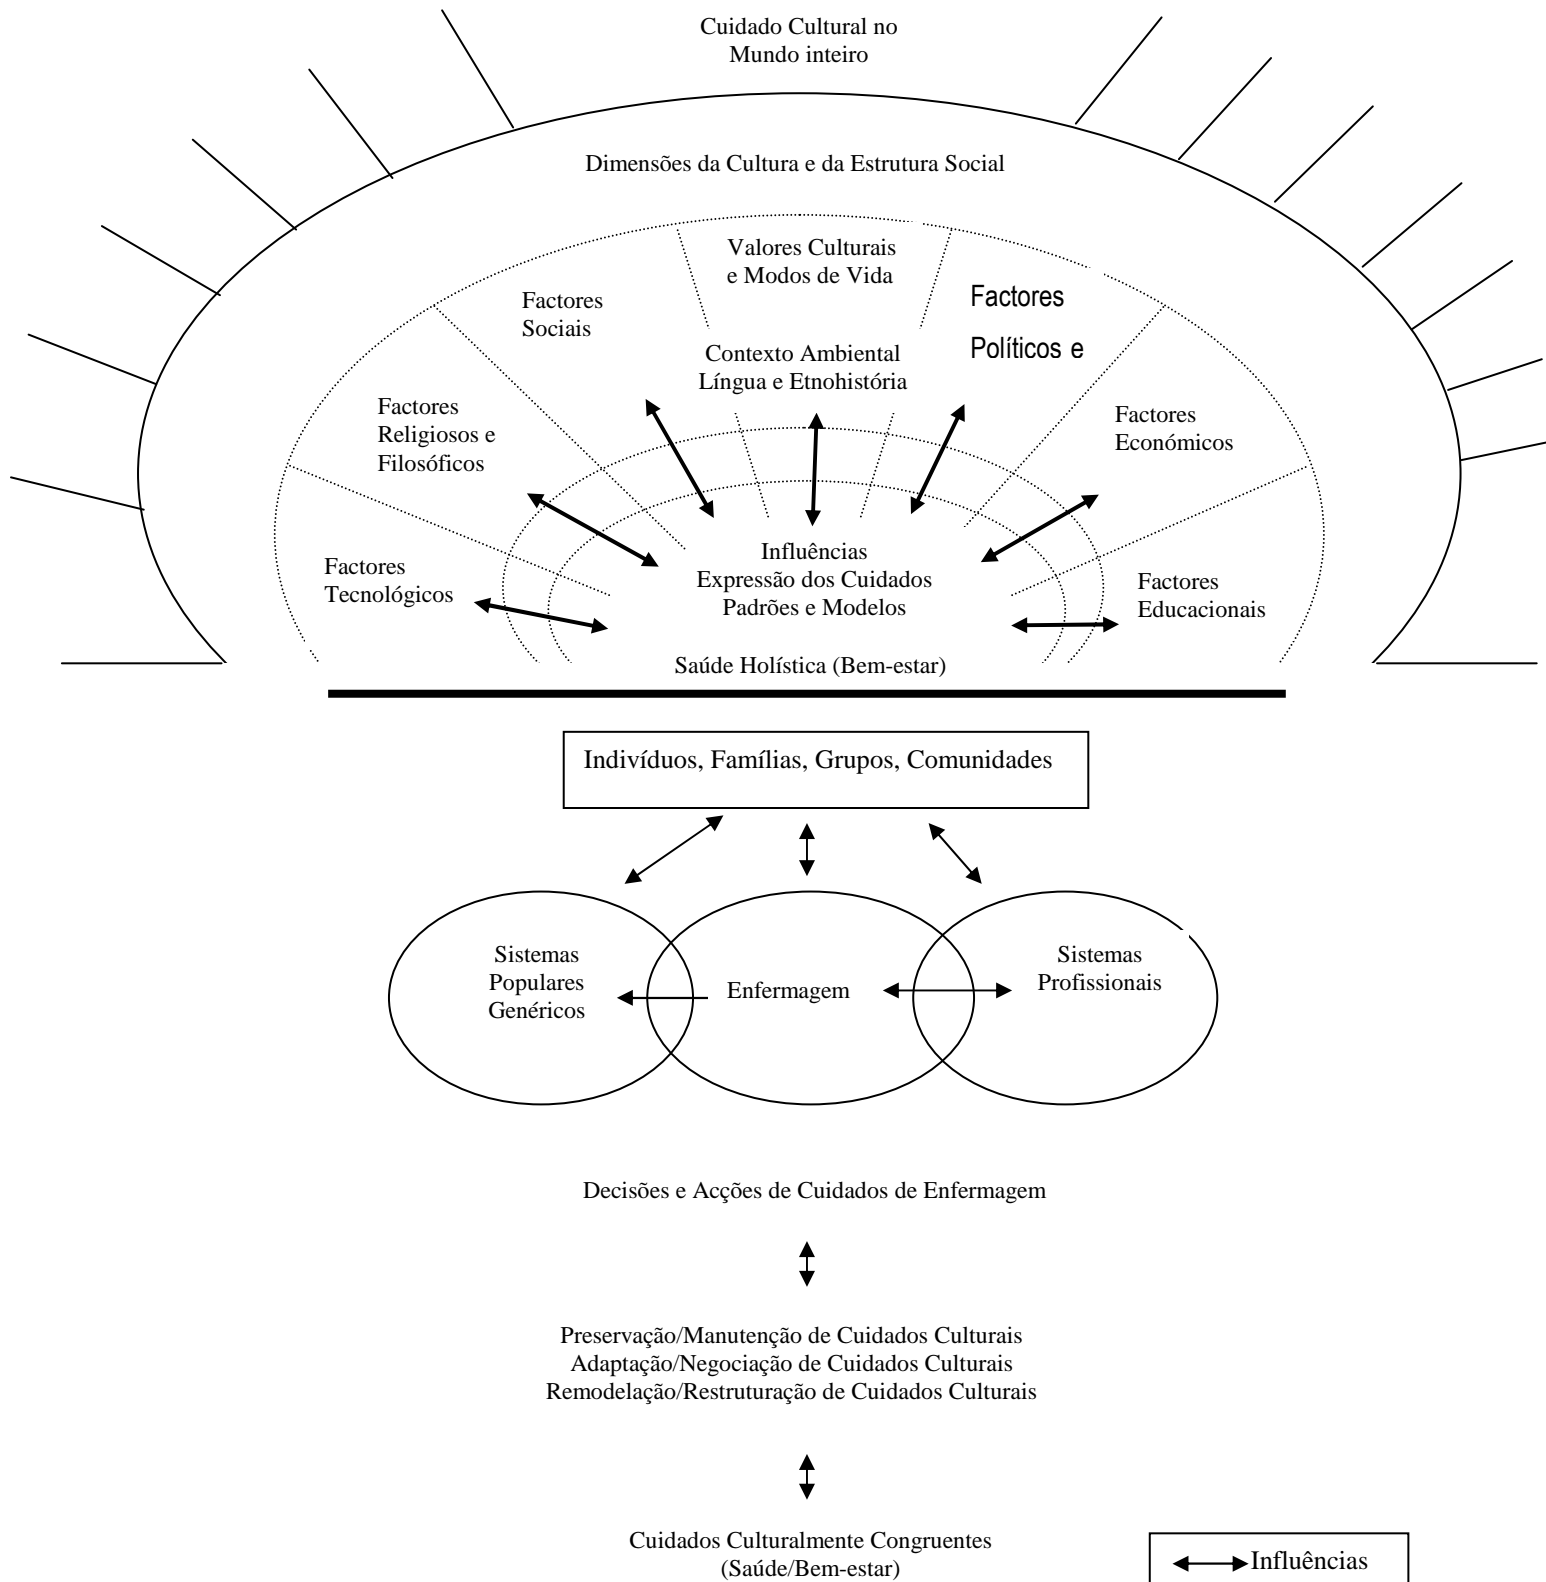 Cuidado Cultural no
Mundo inteiro
Dimensões da Cultura e da Estrutura Social
Valores Culturais
e Modos de Vida
Factores
Sociais
Factores
Políticos e
Contexto Ambiental
Língua e Etnohistória
Factores
Religiosos e
Filosóficos
Factores
Económicos
Influências
Expressão dos Cuidados
Padrões e Modelos
Factores
Tecnológicos
Factores
Educacionais
Saúde Holística (Bem-estar)
Indivíduos, Famílias, Grupos, Comunidades
Sistemas
Populares
Genéricos
Enfermagem
Sistemas
Profissionais
Decisões e Acções de Cuidados de Enfermagem
Preservação/Manutenção de Cuidados Culturais
Adaptação/Negociação de Cuidados Culturais
Remodelação/Restruturação de Cuidados Culturais
Cuidados Culturalmente Congruentes
(Saúde/Bem-estar)
Influências